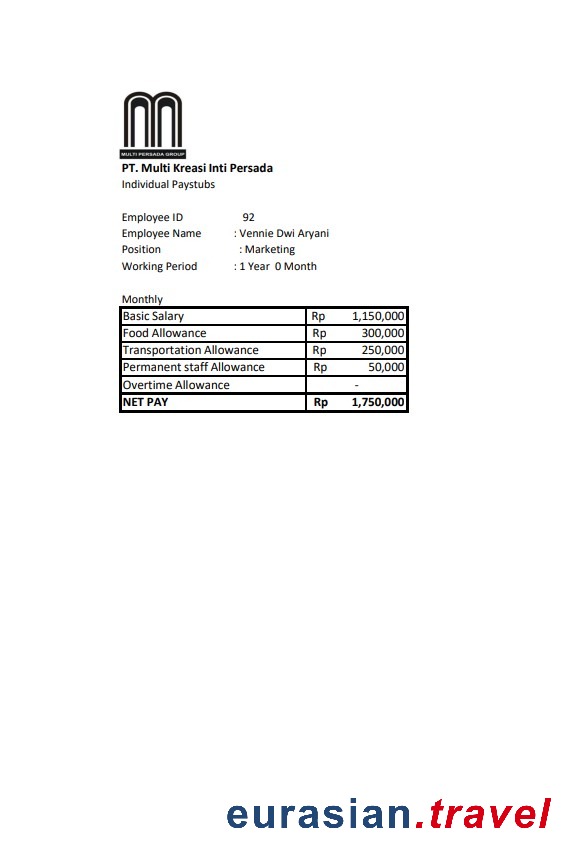 MULTI PERSADA GROUP
PT. Multi Kreasi Inti Persada
Individual Paystubs
Employee ID 92
Employee Name : Vennie Dwi Aryani
Position : Marketing
Working Period : 1 Year 0 Month
Monthly
Basic Salary Rp 1,150,000
Food Allowance Rp 300,000
Transportation Allowance Rp 250,000
Permanent staff Allowance Rp 50,000
Overtime Allowance -
NET PAY Rp 1,750,000
eurasian.travel